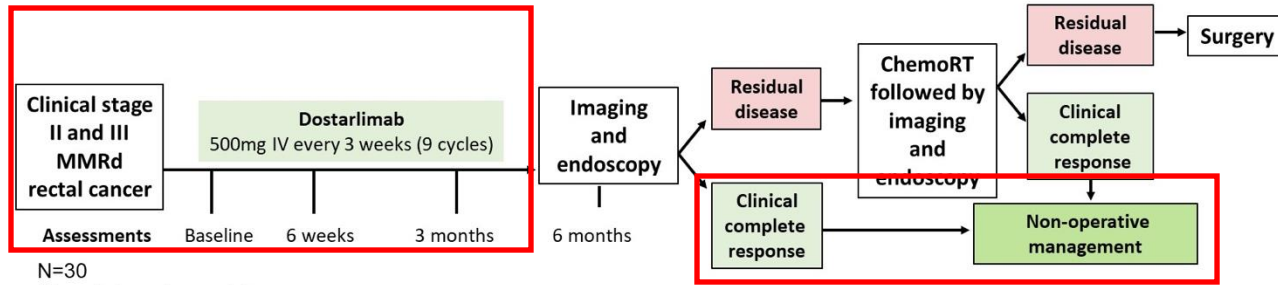 Clinical stage
II and III
MMRd
rectal cancer
Dostarlimab
500mg IV every 3 weeks (9 cycles)
Assessments
Baseline
6 weeks
3 months
Imaging
and
endoscopy
6 months
Residual
disease
Clinical
complete
response
ChemoRT
followed by
imaging
and
endoscopy
Residual
disease
Surgery
Clinical
complete
response
Non-operative
management
N=30